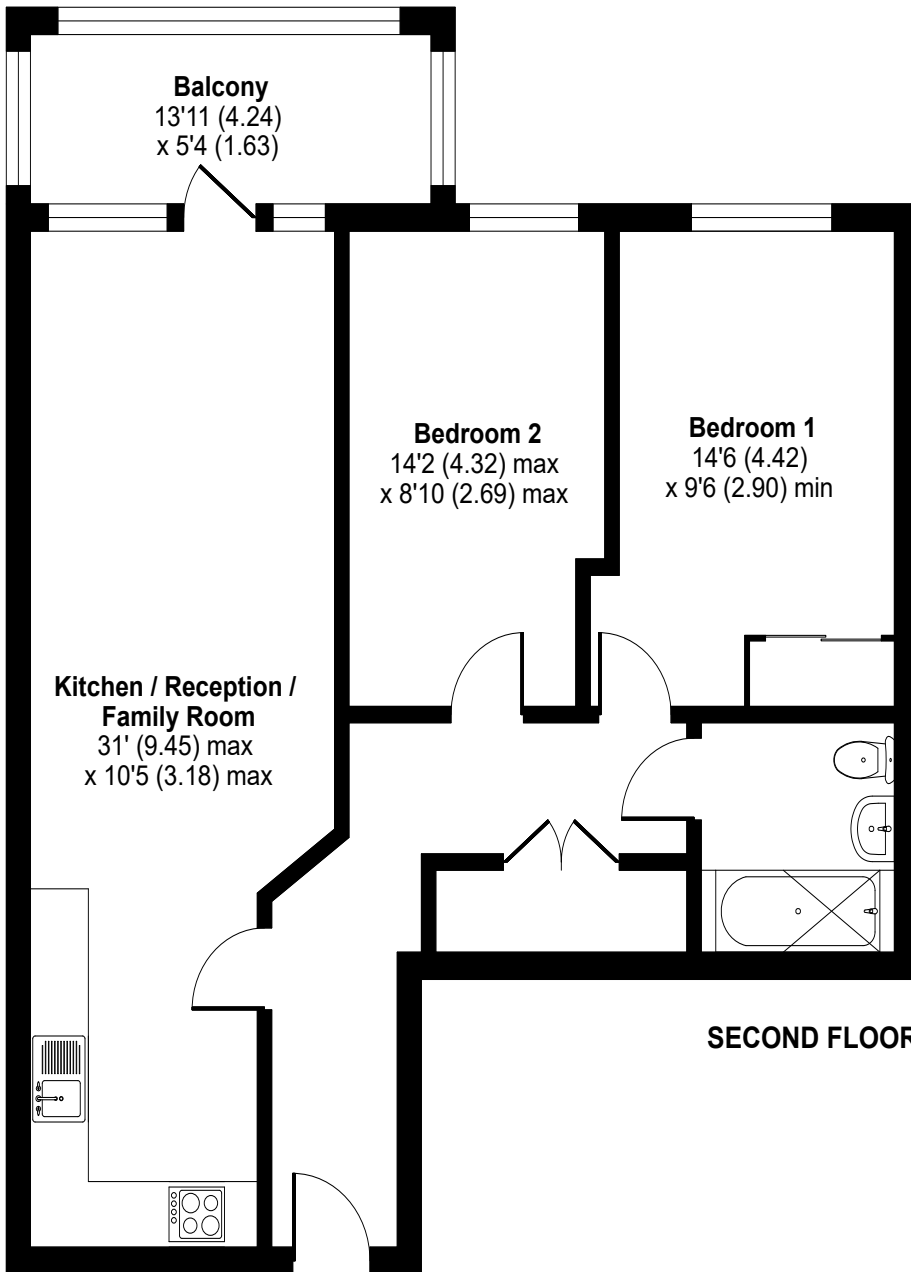 Balcony
13'11 (4.24)
x 5'4 (1.63)
Bedroom 2
14'2 (4.32) max
x 8'10 (2.69) max
Bedroom 1
14'6 (4.42)
x 9'6 (2.90) min
Kitchen / Reception /
Family Room
31' (9.45) max
x 10'5 (3.18) max
SECOND FLOOR